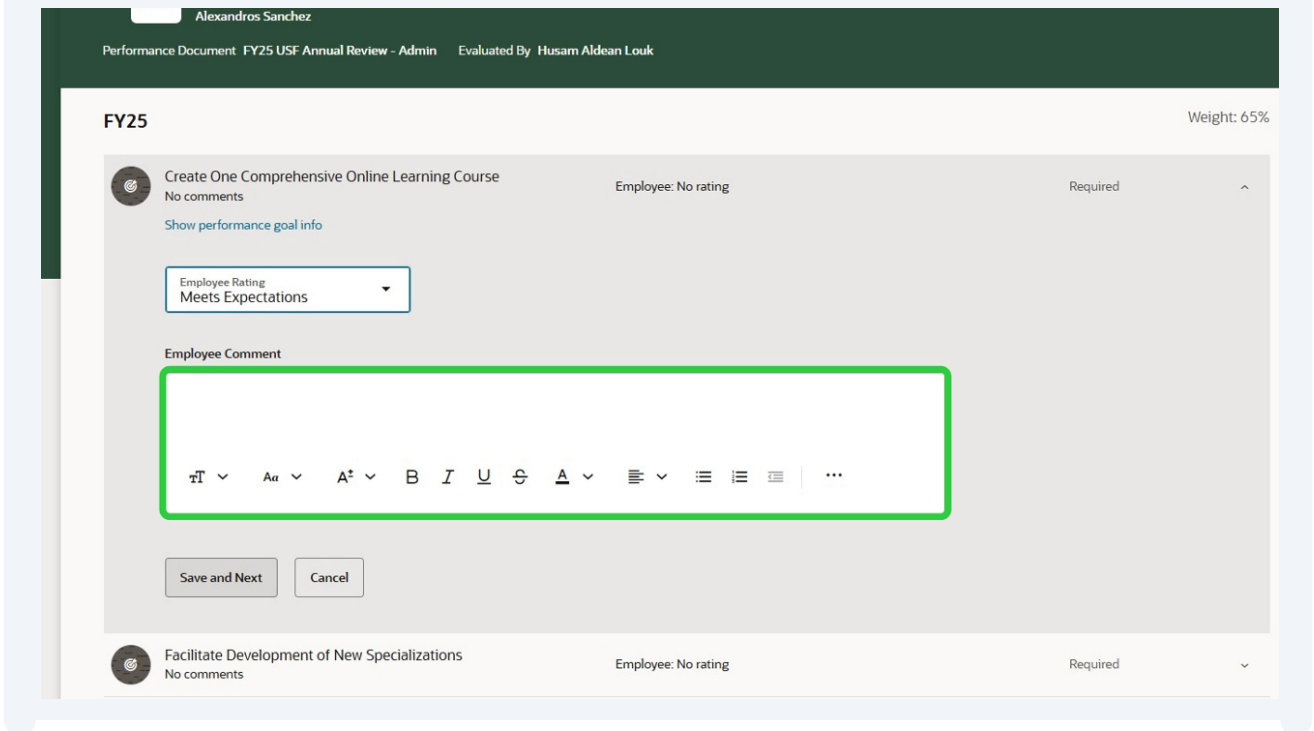 Alexandros Sanchez
Performance Document FY25 USF Annual Review - Admin Evaluated By Husam Aldean Louk
FY25 Weight: 65%
Create One Comprehensive Online Learning Course
No comments
Employee: No rating Required
Show performance goal info
Employee Rating
Meets Expectations
Employee Comment
TT Aa A± B I U S A ...
Save and Next Cancel
Facilitate Development of New Specializations
No comments
Employee: No rating Required